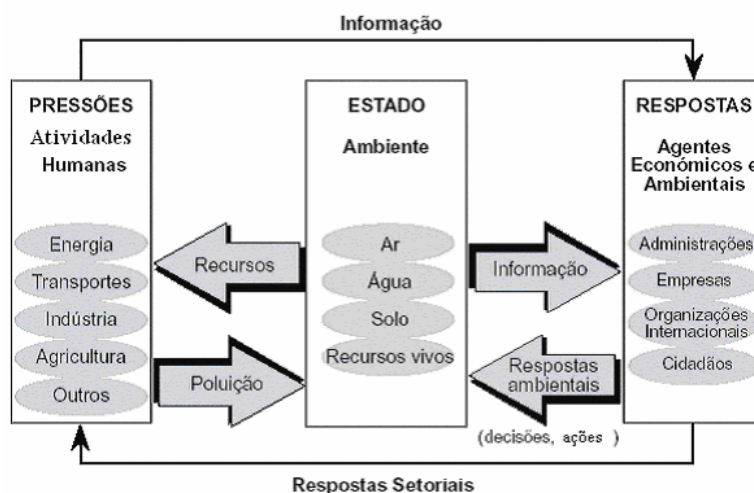 Informação
PRESSÕES
Atividades
Humanas
Energia
Transportes
Indústria
Agricultura
Outros
Recursos
Poluição
ESTADO
Ambiente
Ar
Água
Solo
Recursos vivos
Informação
Respostas
ambientais
(decisões, ações )
RESPOSTAS
Agentes
Económicos e
Ambientais
Administrações
Empresas
Organizações
Internacionais
Cidadãos
Respostas Setoriais